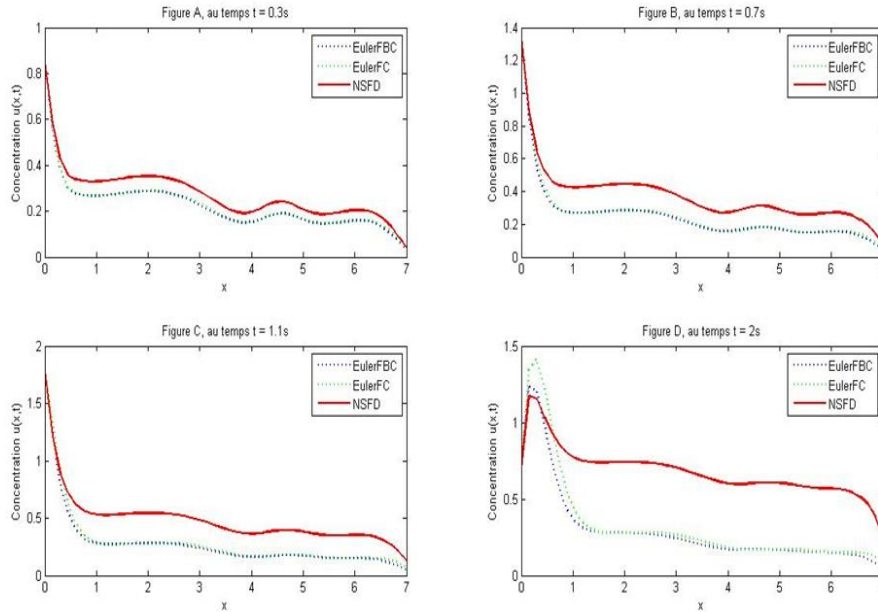 Figure A, au temps t = 0.3s
Concentration u(x,t)
1
0.8
0.6
0.4
0.2
0
EulerFBC
EulerFC
NSFD
0 1 2 3 4 5 6 7
x
Figure B, au temps t = 0.7s
Concentration u(x,t)
1.4
1.2
1
0.8
0.6
0.4
0.2
0
EulerFBC
EulerFC
NSFD
0 1 2 3 4 5 6
x
Figure C, au temps t = 1.1s
Concentration u(x,t)
2
1.5
1
0.5
0
EulerFBC
EulerFC
NSFD
0 1 2 3 4 5 6 7
x
Figure D, au temps t = 2s
Concentration u(x,t)
1.5
1
0.5
0
EulerFBC
EulerFC
NSFD
0 1 2 3 4 5 6
x